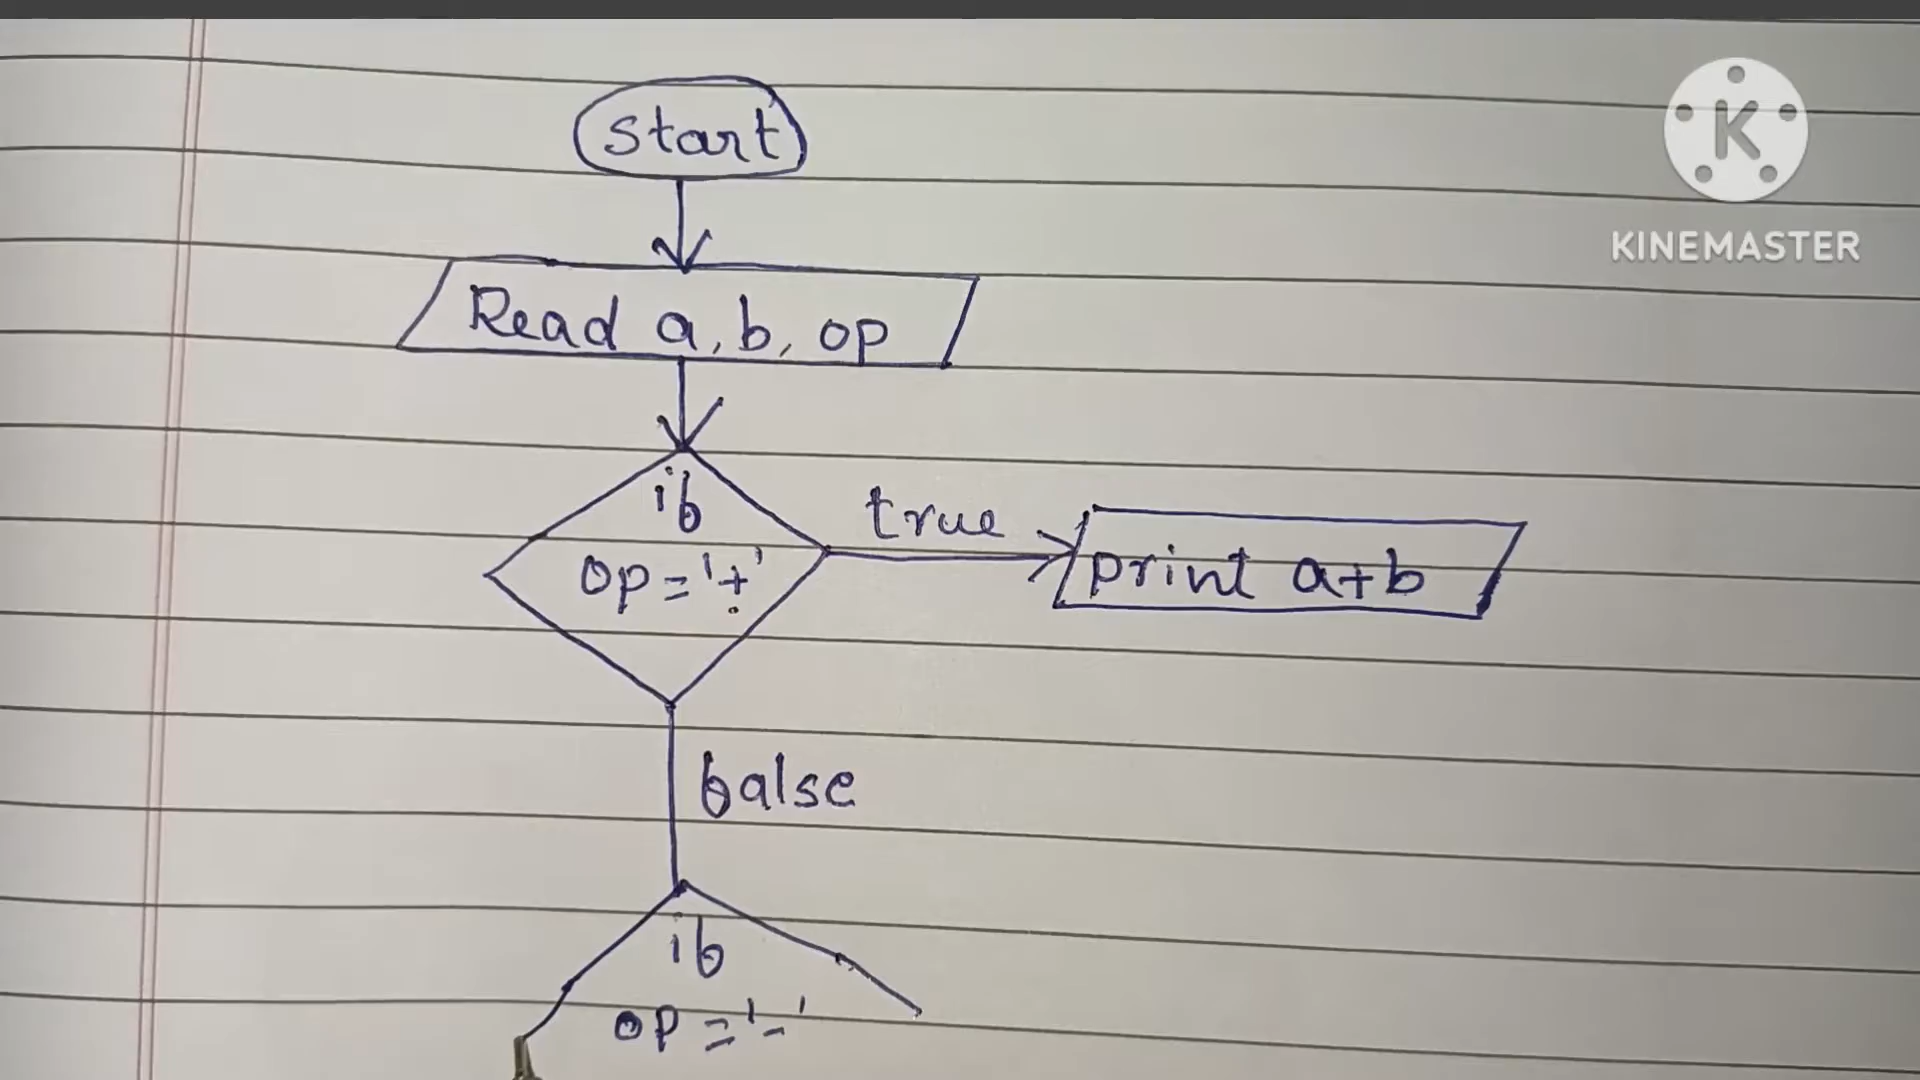 start
Read a, b, op
if
op = '+'
true
print a+b
false
if
op = '-'
K
KINEMASTER